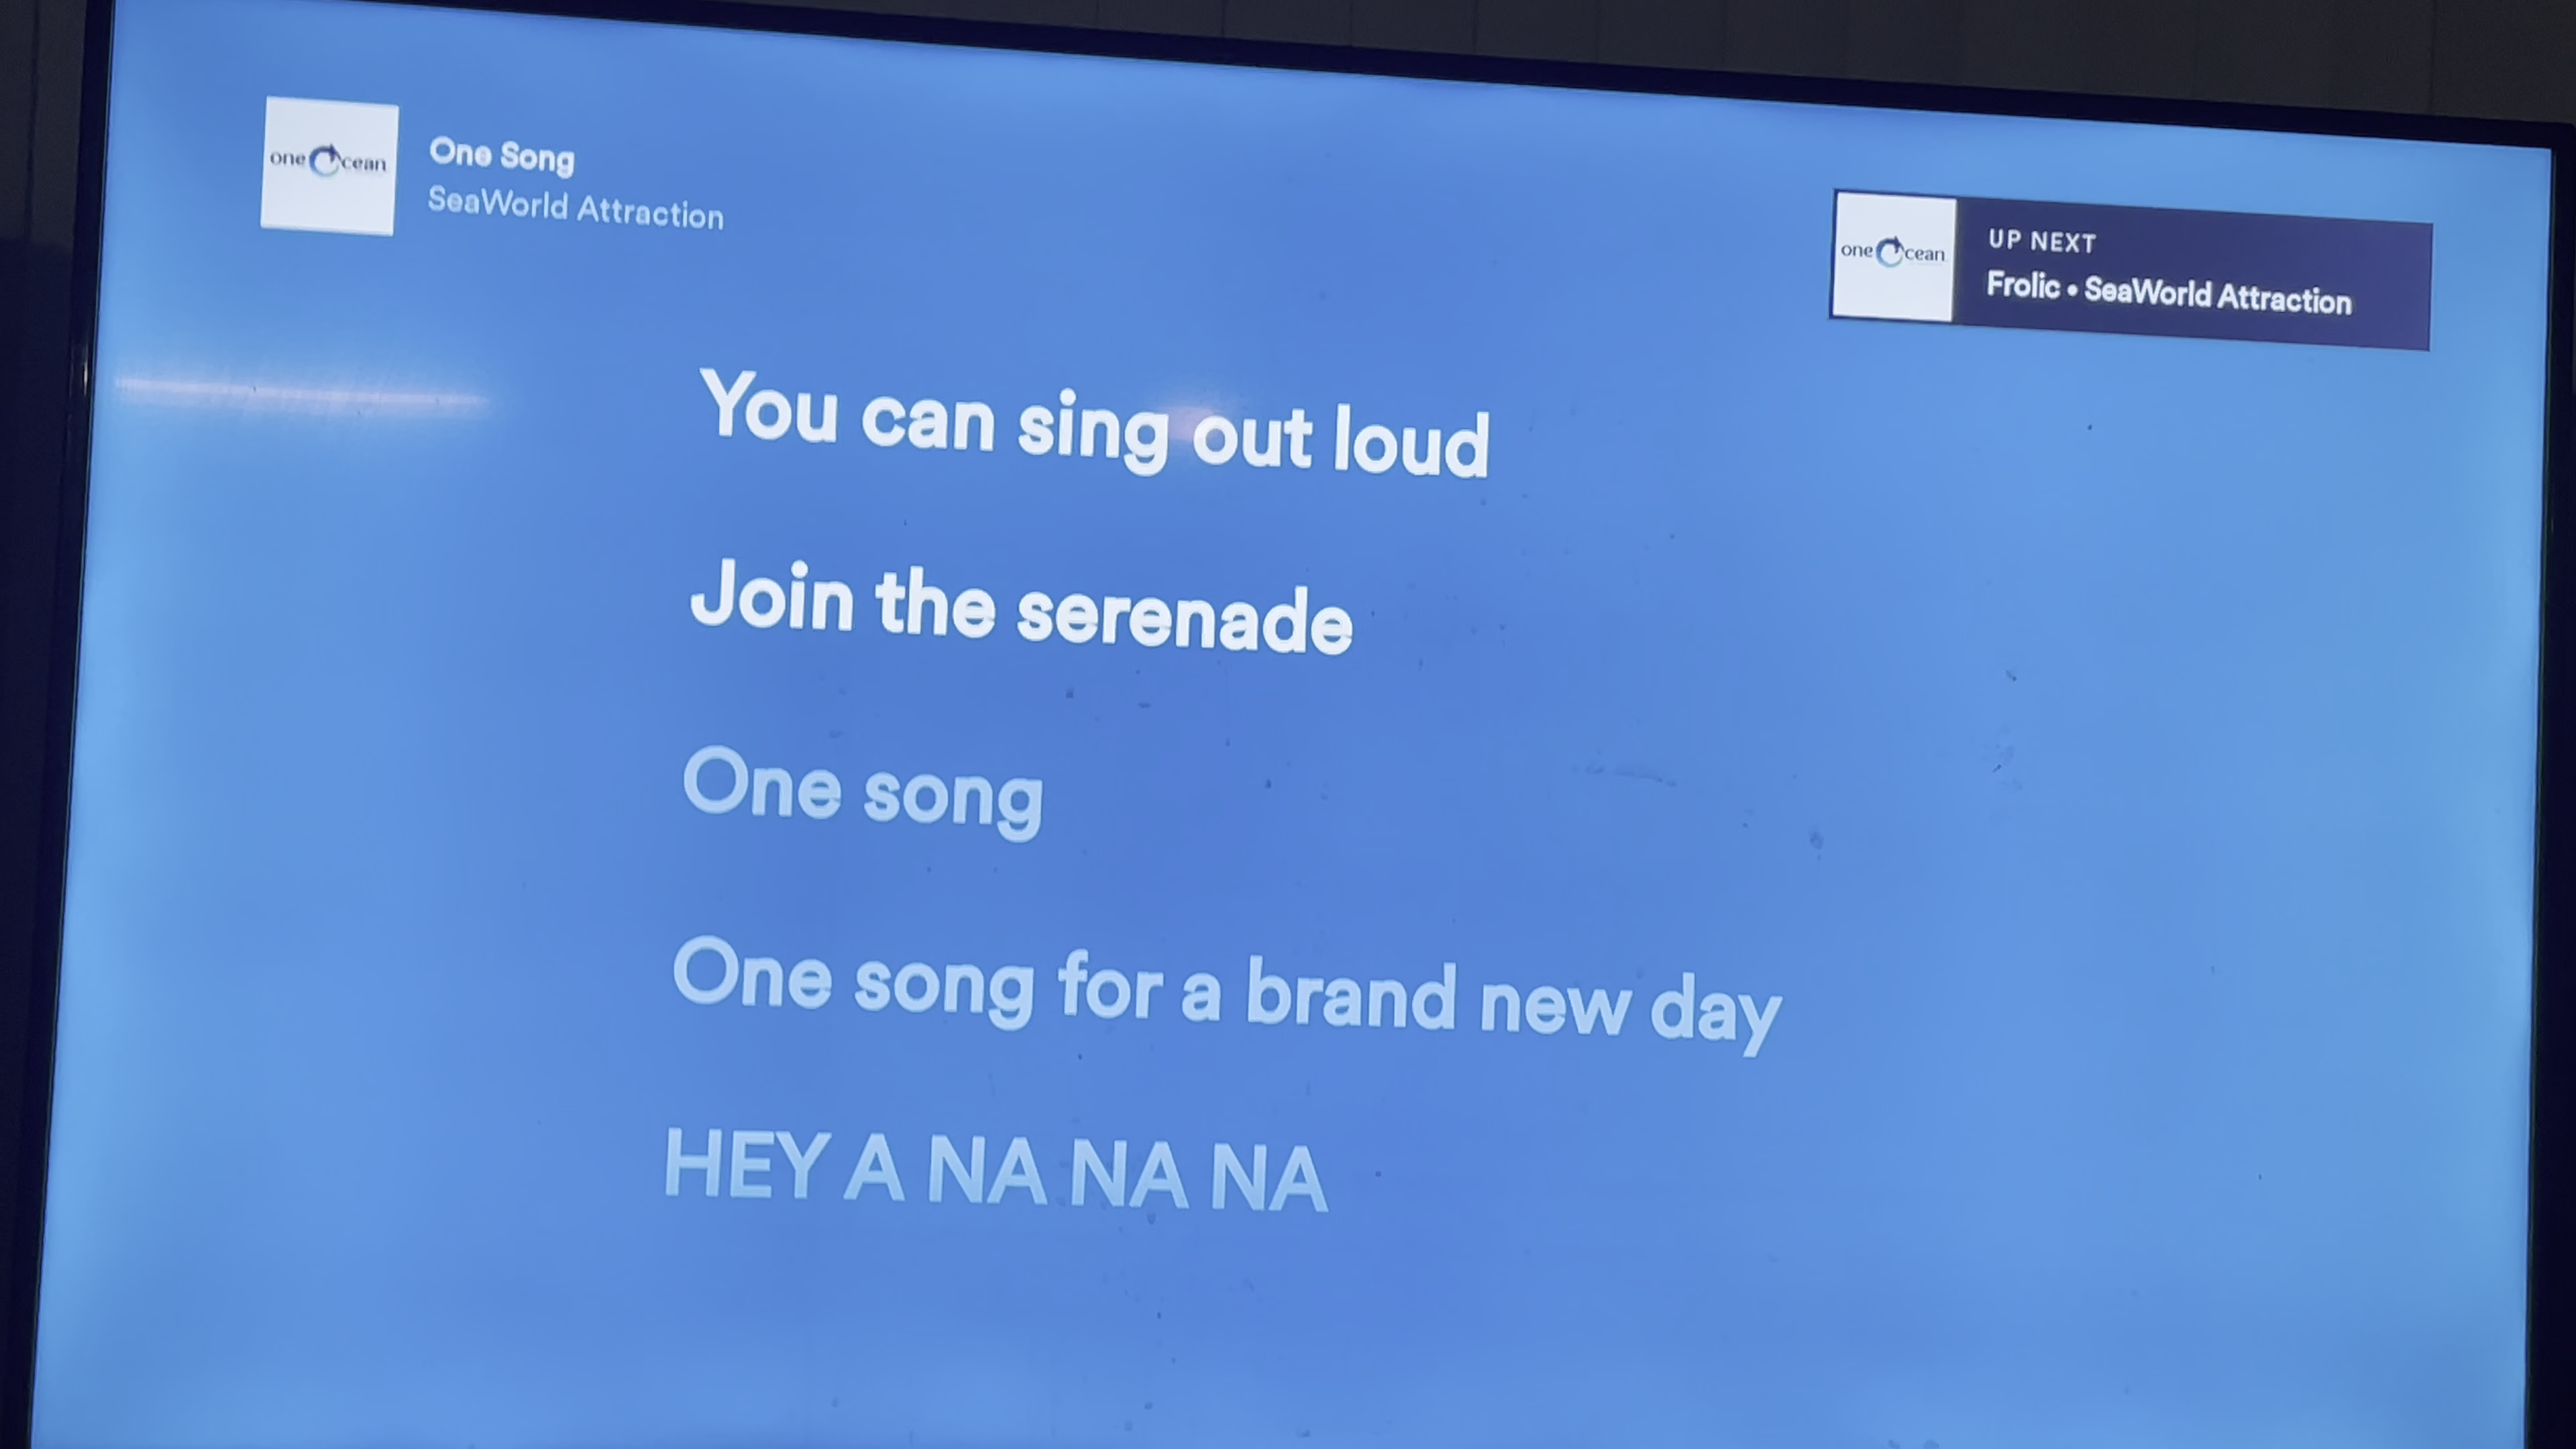 one Ocean
One Song
SeaWorld Attraction
one Ocean
UP NEXT
Frolic • SeaWorld Attraction
You can sing out loud
Join the serenade
One song
One song for a brand new day
HEY A NA NA NA